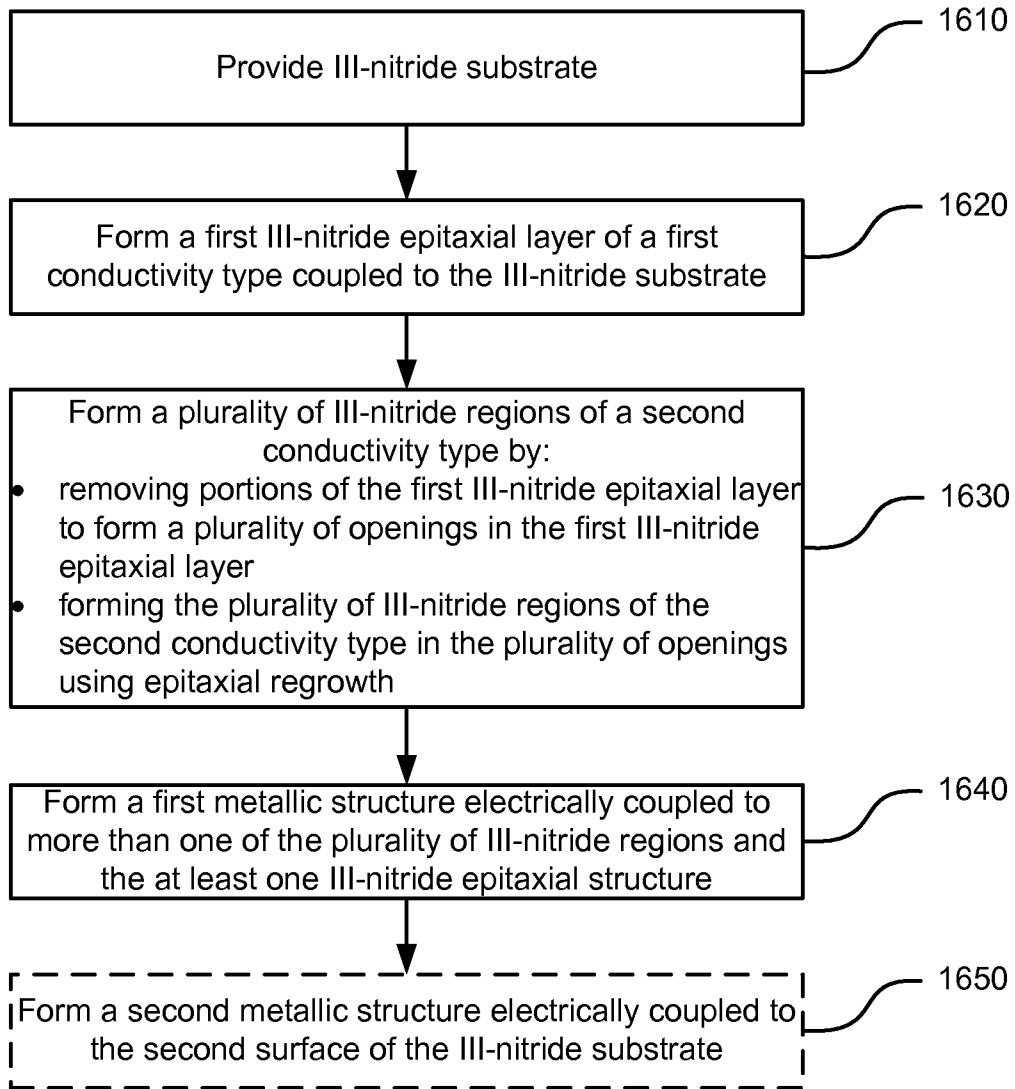 Provide III-nitride substrate
1610
Form a first III-nitride epitaxial layer of a first
conductivity type coupled to the III-nitride substrate
1620
Form a plurality of III-nitride regions of a second
conductivity type by:
• removing portions of the first III-nitride epitaxial layer
to form a plurality of openings in the first III-nitride
epitaxial layer
• forming the plurality of III-nitride regions of the
second conductivity type in the plurality of openings
using epitaxial regrowth
1630
Form a first metallic structure electrically coupled to
more than one of the plurality of III-nitride regions and
the at least one III-nitride epitaxial structure
1640
Form a second metallic structure electrically coupled to
the second surface of the III-nitride substrate
1650